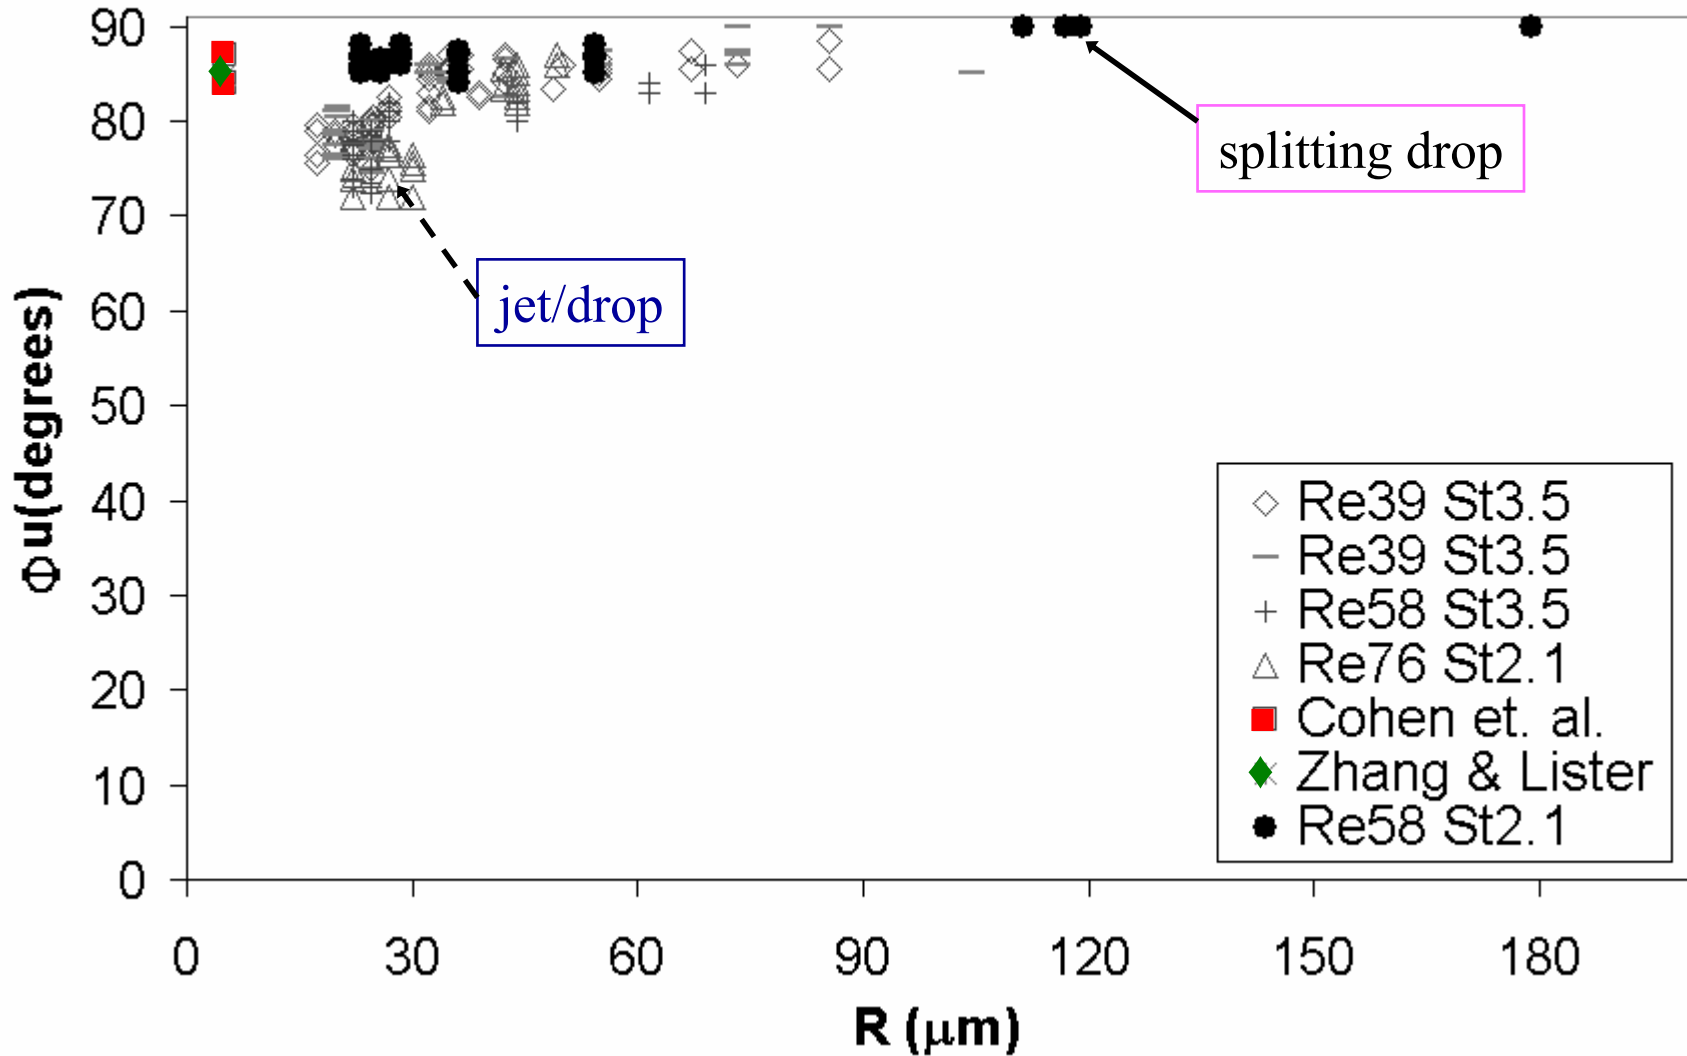 90
80
70
60
50
40
30
20
10
0
Φu(degrees)
splitting drop
jet/drop
Re39 St3.5
Re39 St3.5
Re58 St3.5
Re76 St2.1
Cohen et. al.
Zhang & Lister
Re58 St2.1
0 30 60 90 120 150 180
R (μm)